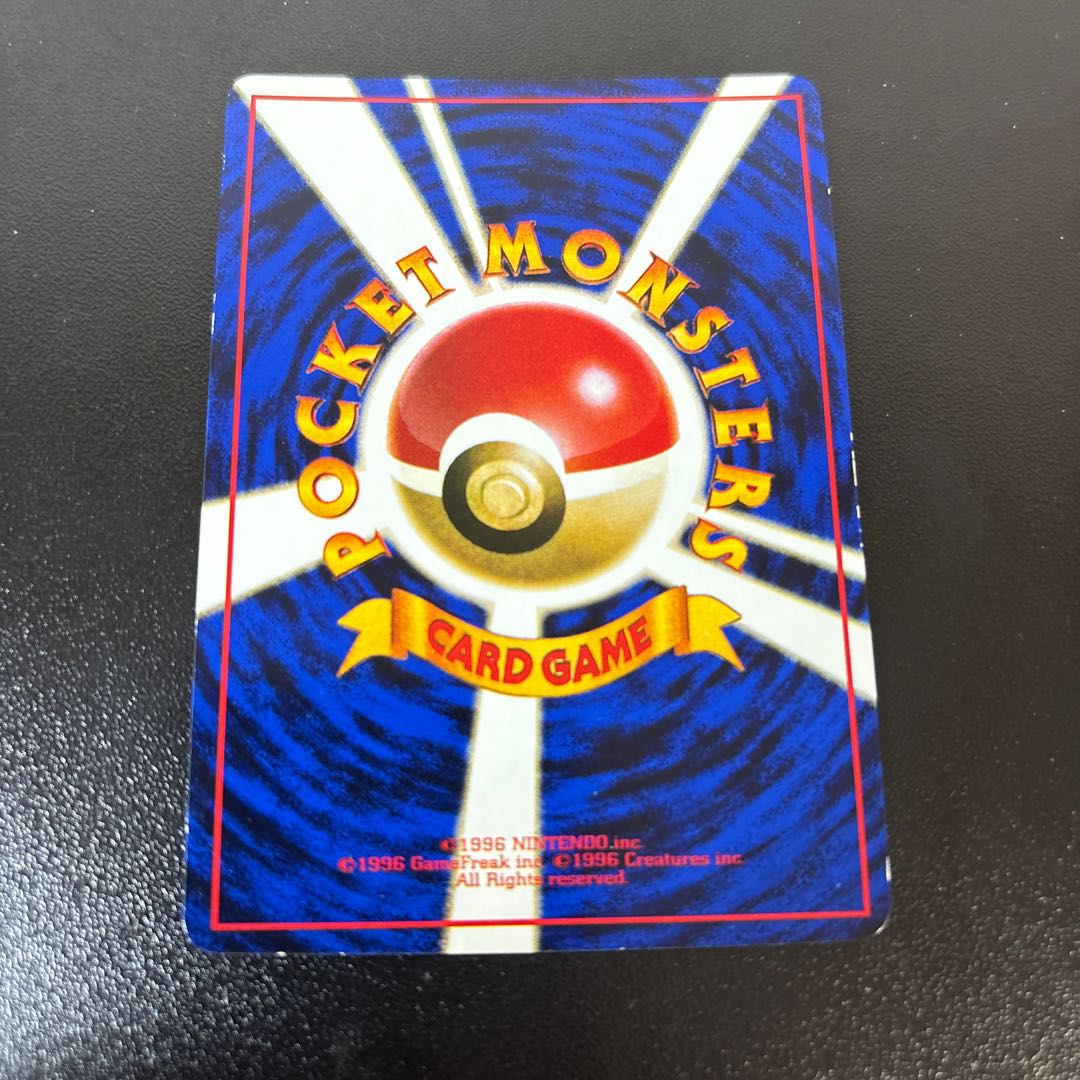 POCKET MONSTERS
CARD GAME
©1996 NINTENDO,inc.
©1996 GameFreak inc. ©1996 Creatures inc.
All Rights reserved.